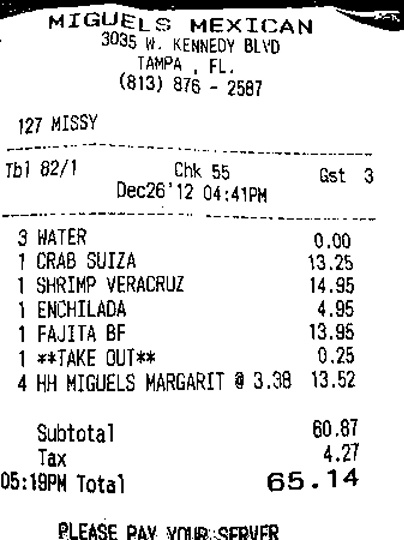 MIGUELS MEXICAN
3035 W. KENNEDY BLVD
TAMPA , FL.
(813) 876 - 2587
127 MISSY
Tbl 82/1 Chk 55 Gst 3
Dec26'12 04:41PM
3 WATER 0.00
1 CRAB SUIZA 13.25
1 SHRIMP VERACRUZ 14.95
1 ENCHILADA 4.95
1 FAJITA BF 13.95
1 **TAKE OUT** 0.25
4 HH MIGUELS MARGARIT @ 3.38 13.52
Subtotal 60.87
Tax 4.27
05:19PM Total 65.14
PLEASE PAY YOUR SERVER